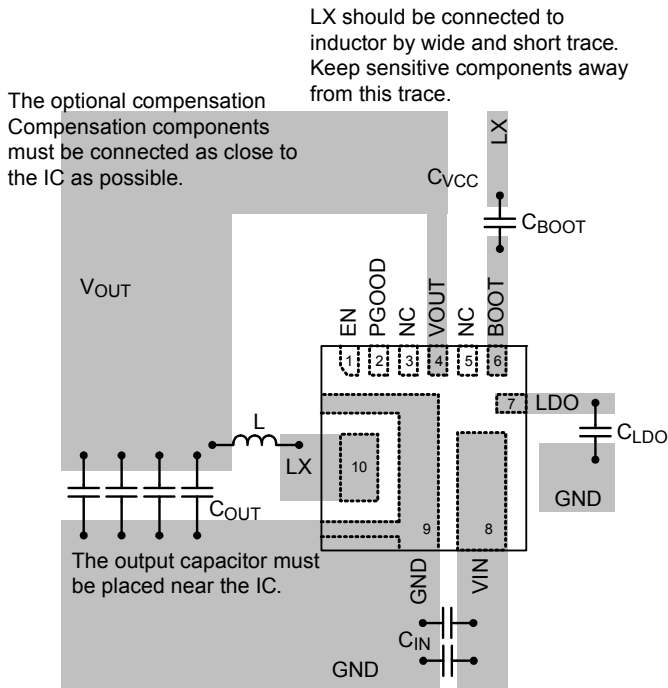 LX should be connected to
inductor by wide and short trace.
Keep sensitive components away
from this trace.
The optional compensation
Compensation components
must be connected as close to
the IC as possible.
LX
CVCC
CBOOT
VOUT
EN
PGOOD
NC
VOUT
NC
BOOT
1
2
3
4
5
6
7
LDO
CLDO
GND
L
LX
10
COUT
9
8
The output capacitor must
be placed near the IC.
GND
VIN
CIN
GND